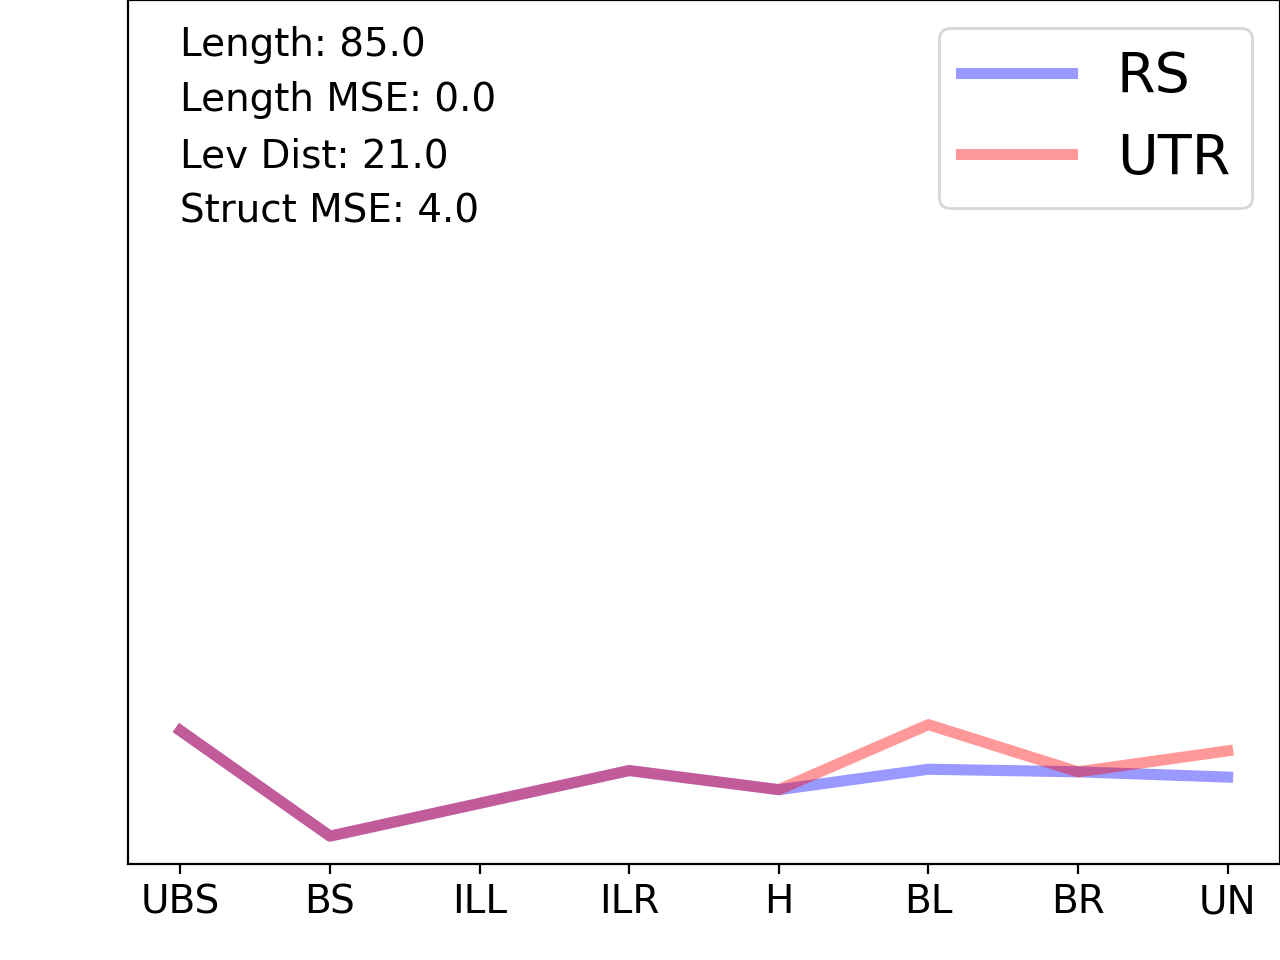 Length: 85.0
Length MSE: 0.0
Lev Dist: 21.0
Struct MSE: 4.0
RS
UTR
UBS BS ILL ILR H BL BR UN